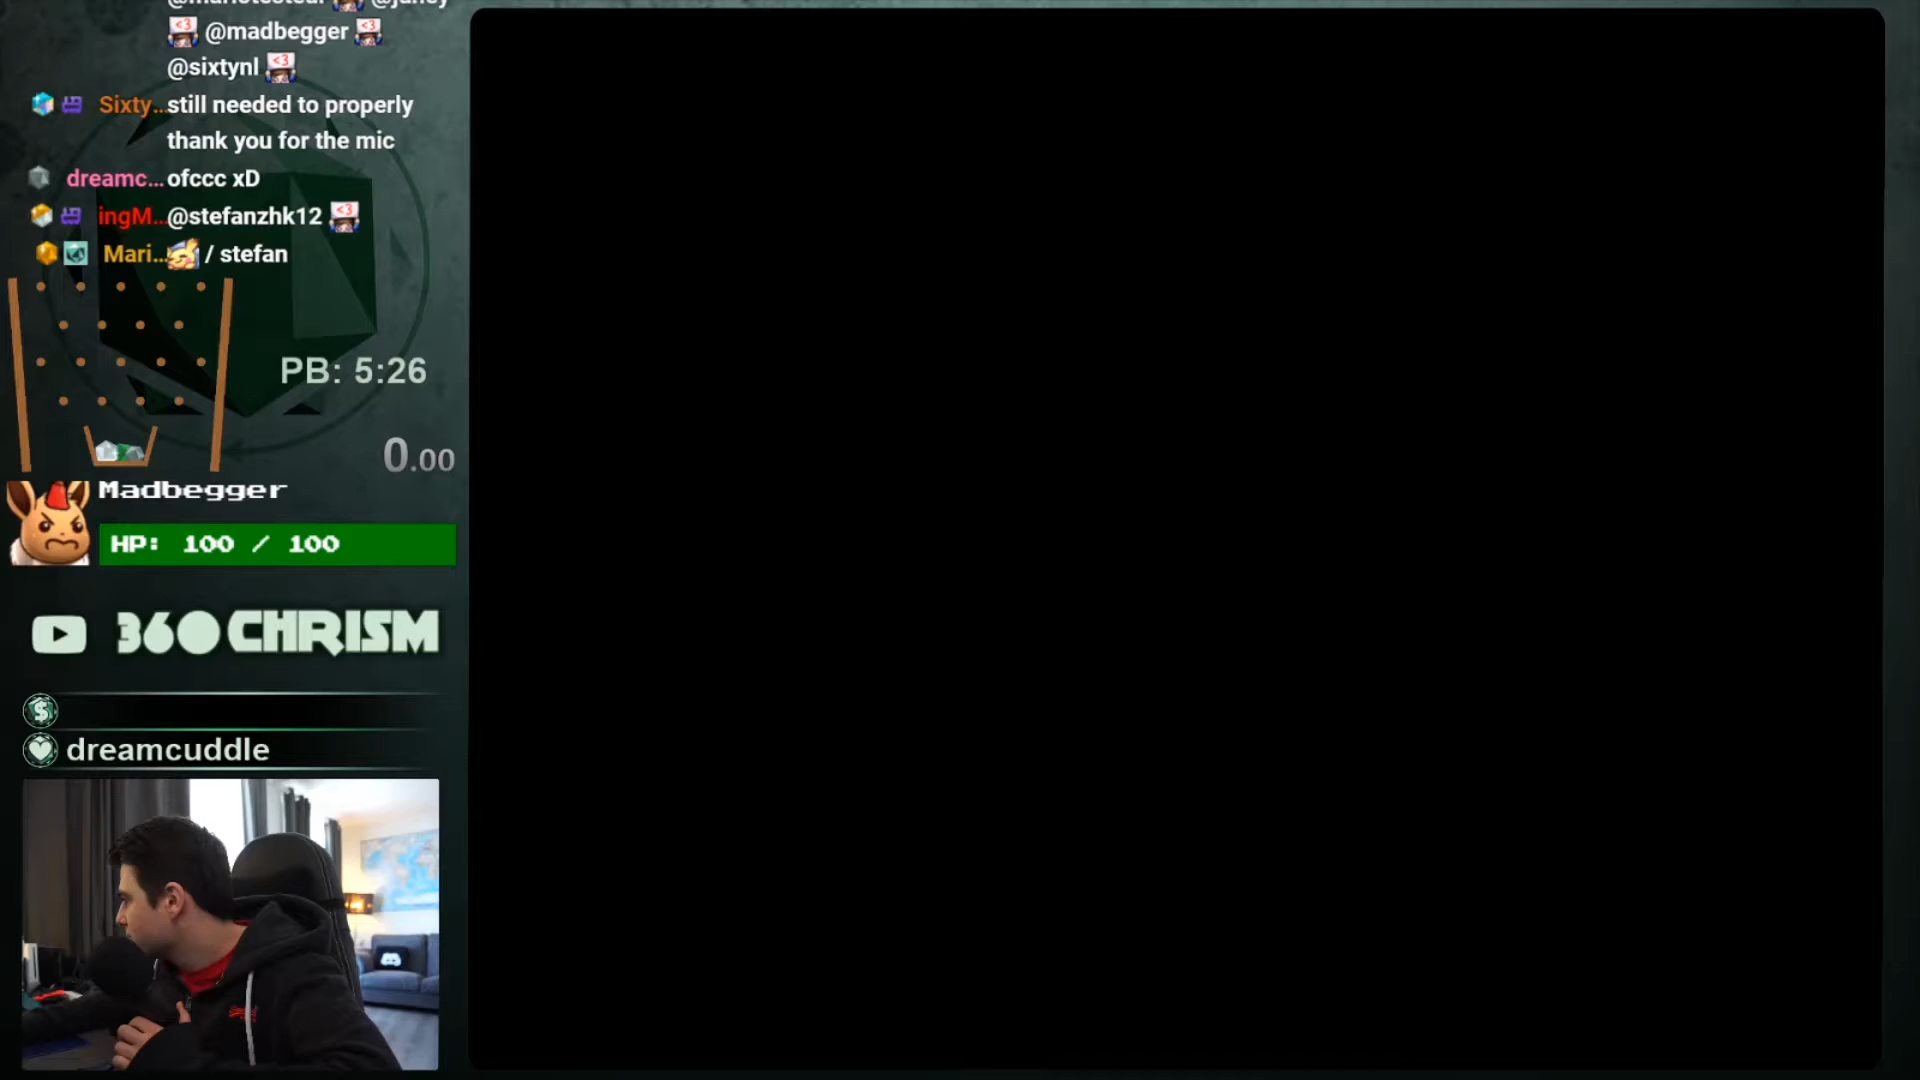 @madbegger
@sixtynl
Sixty... still needed to properly
thank you for the mic
dreamc... ofccc xD
ingM... @stefanzhk12
Mari... / stefan
PB: 5:26
0.00
Madbegger
HP: 100 / 100
360CHRISM
dreamcuddle